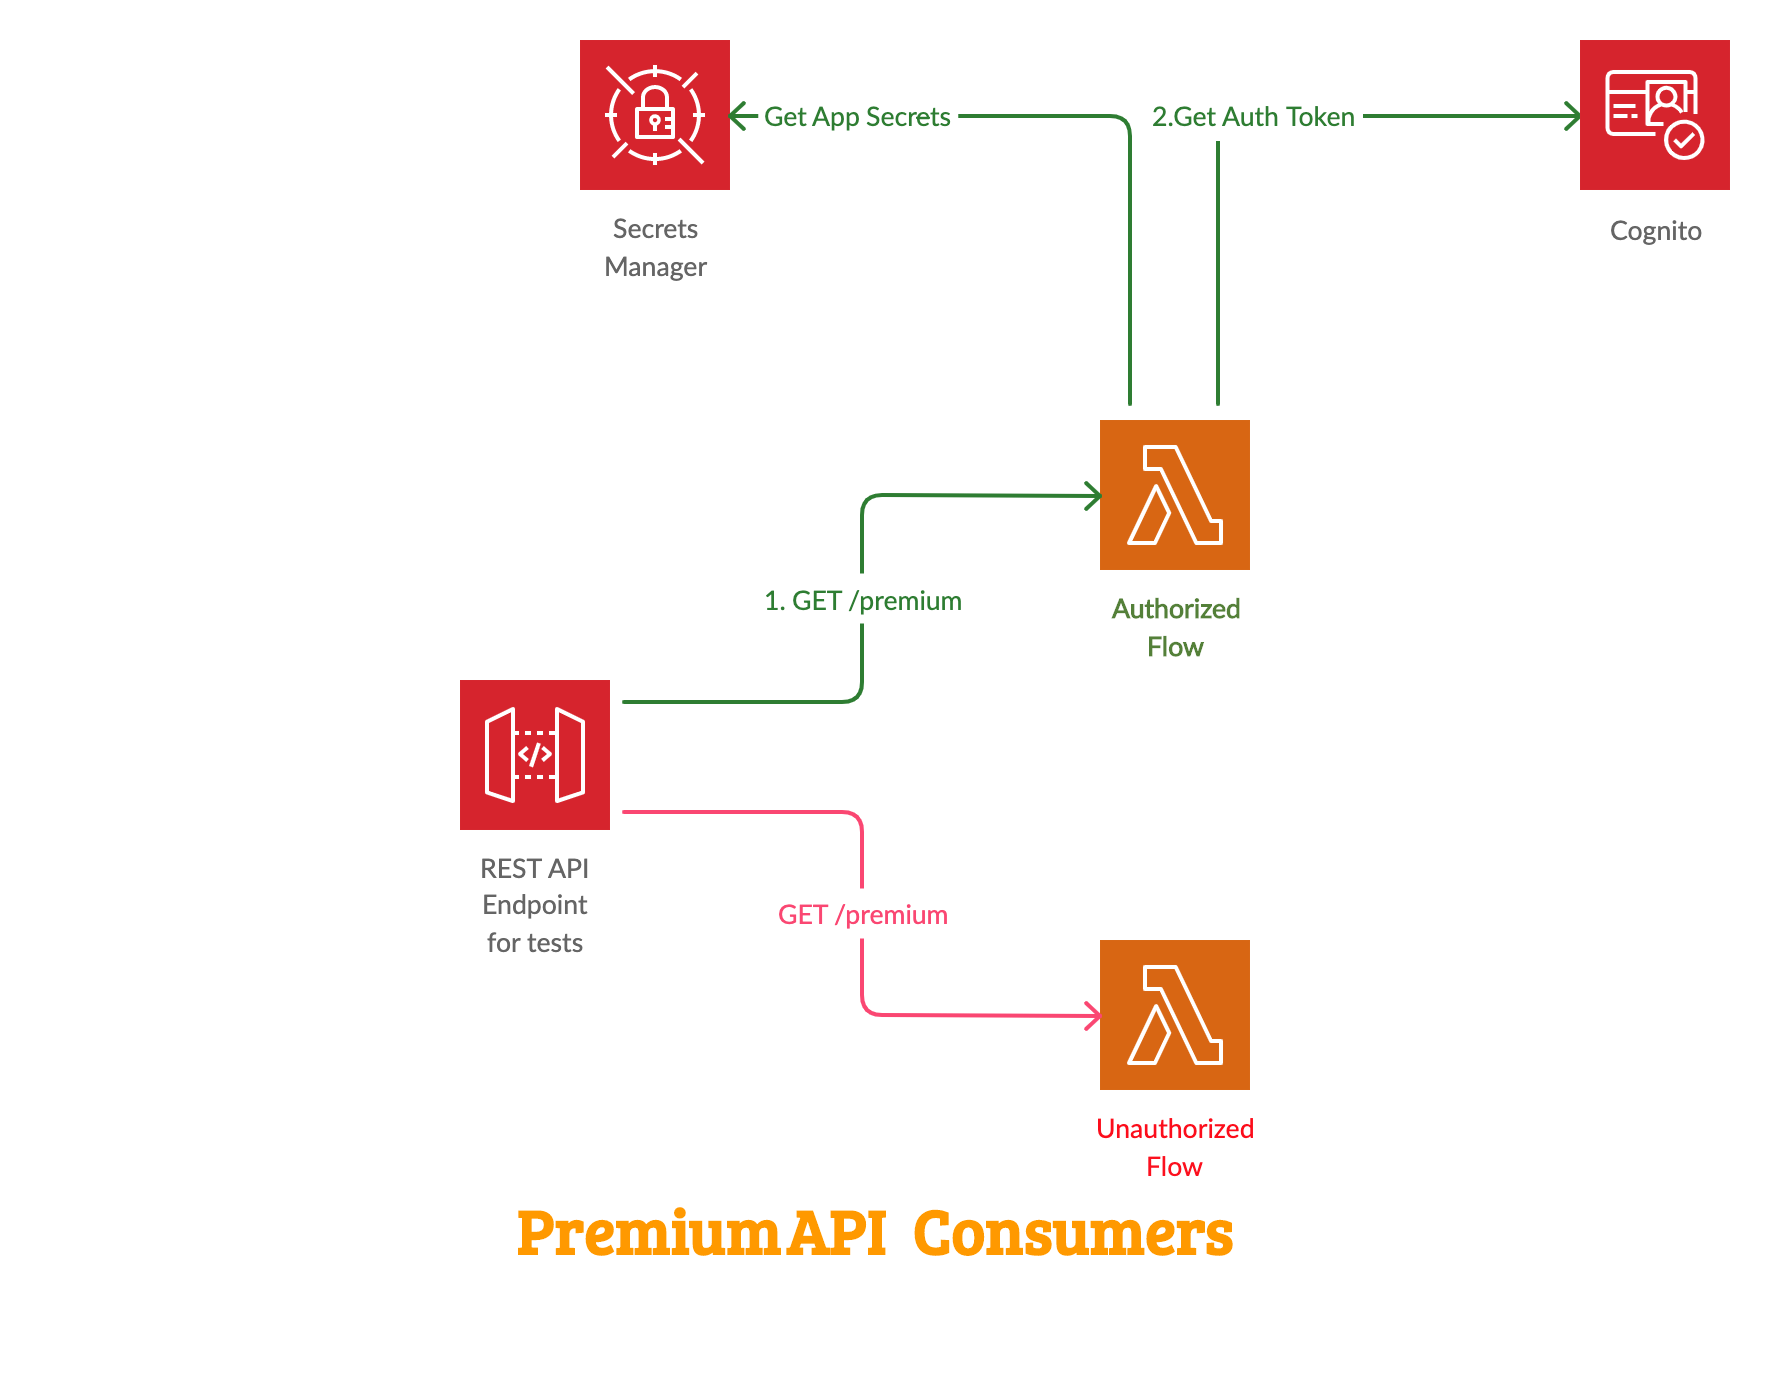 Get App Secrets
2.Get Auth Token
Secrets
Manager
Cognito
1. GET /premium
Authorized
Flow
</>
REST API
Endpoint
for tests
GET /premium
Unauthorized
Flow
Premium API Consumers